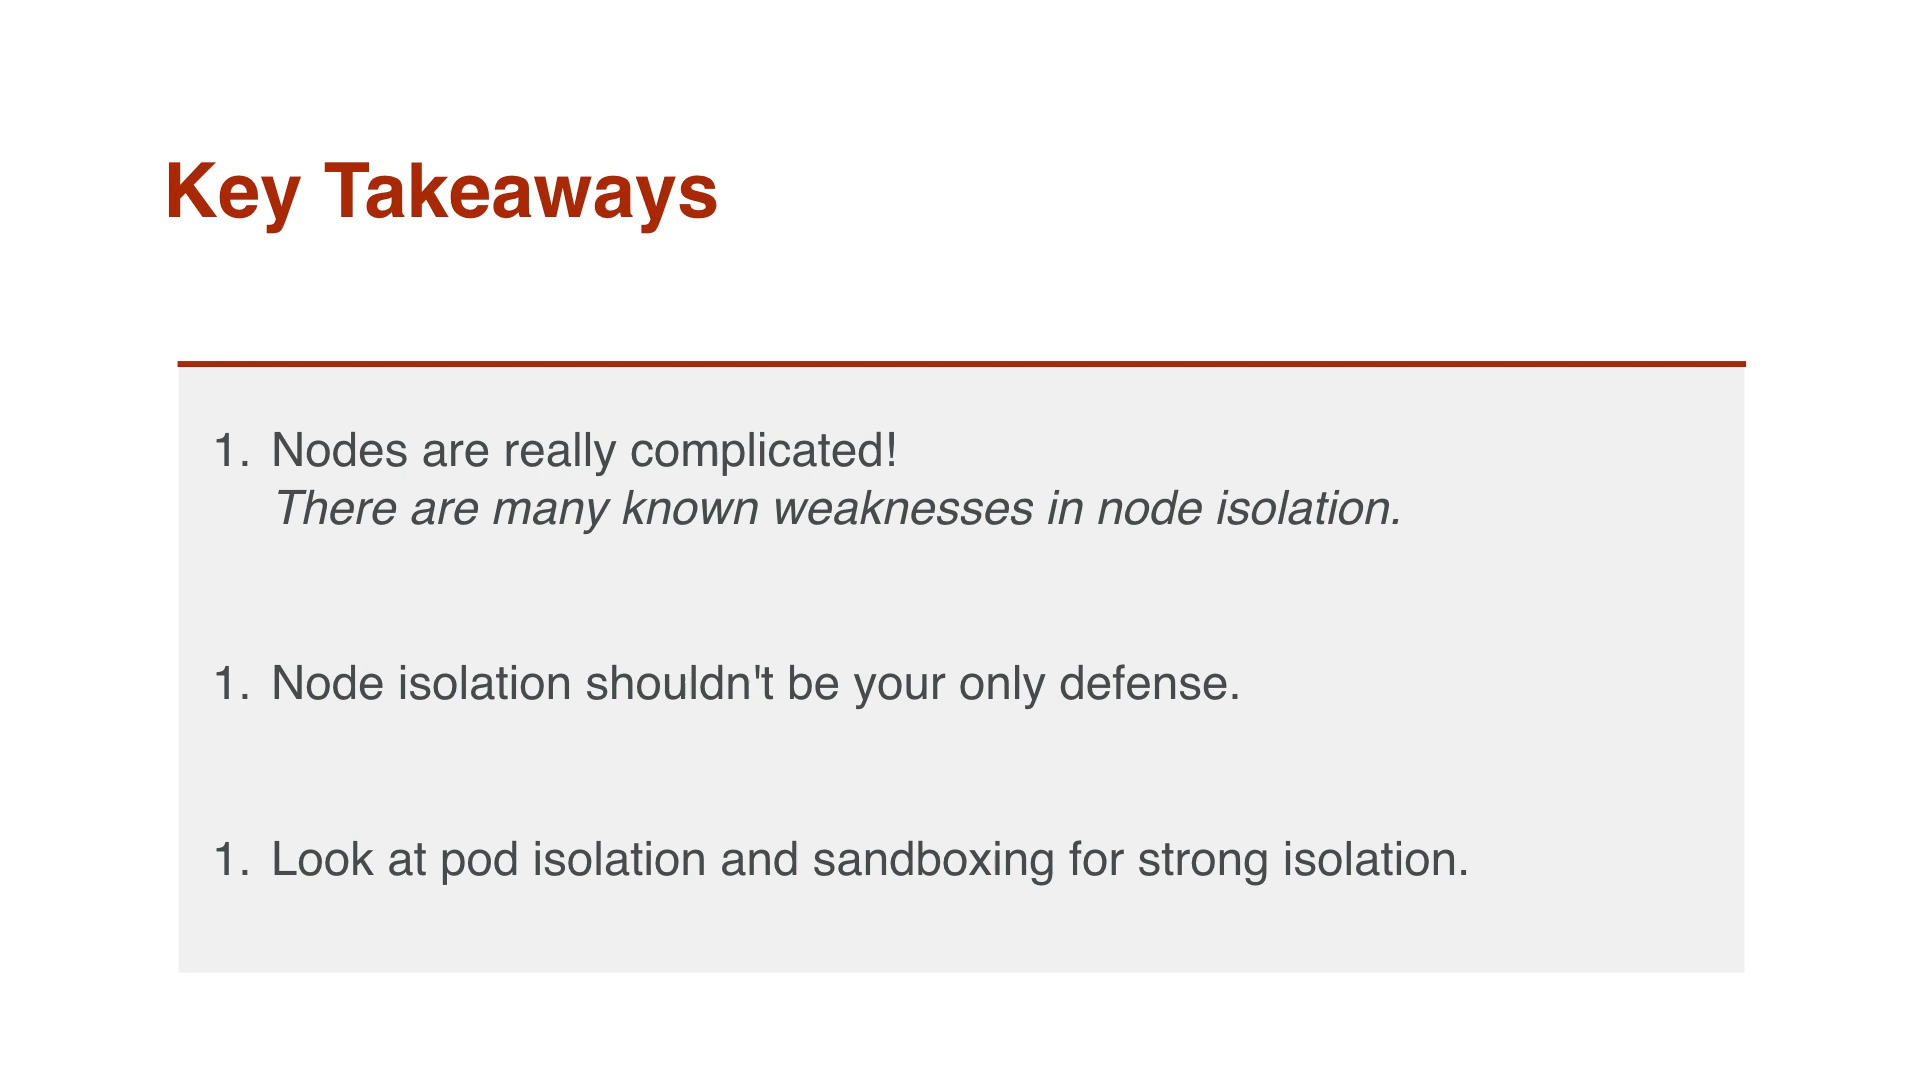 Key Takeaways
1. Nodes are really complicated!
There are many known weaknesses in node isolation.
1. Node isolation shouldn't be your only defense.
1. Look at pod isolation and sandboxing for strong isolation.